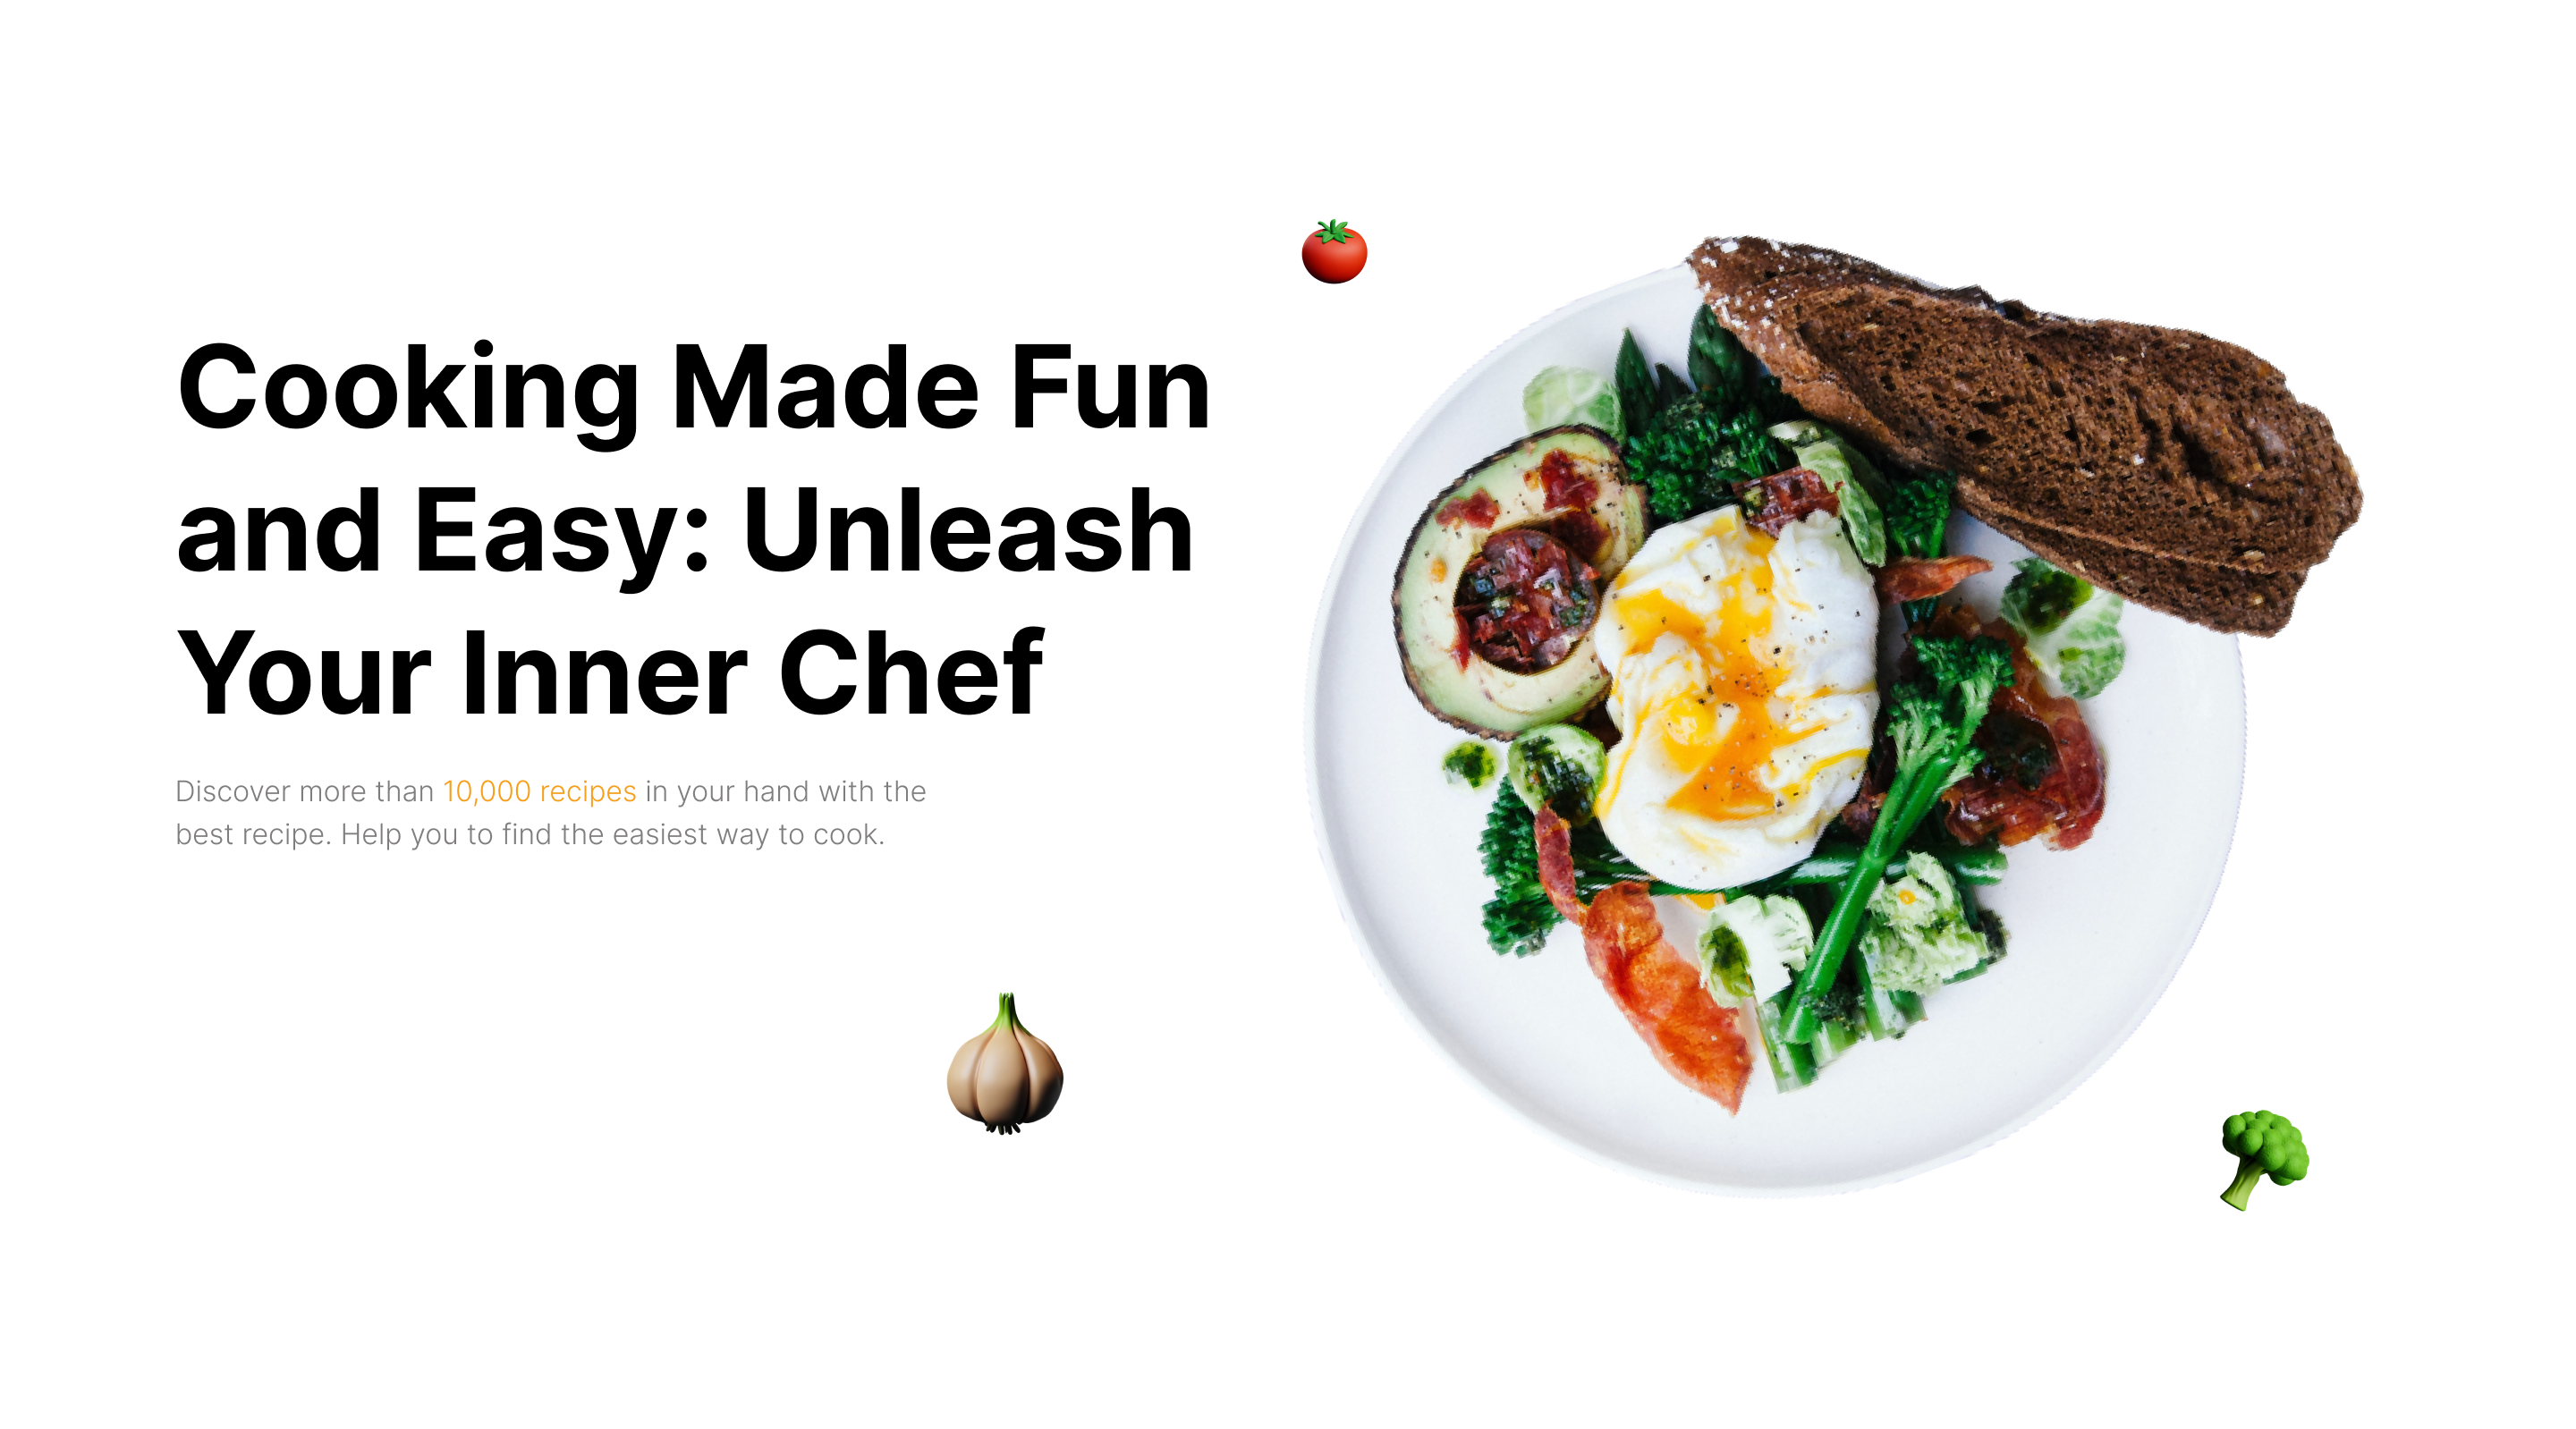 Cooking Made Fun
and Easy: Unleash
Your Inner Chef
Discover more than 10,000 recipes in your hand with the
best recipe. Help you to find the easiest way to cook.